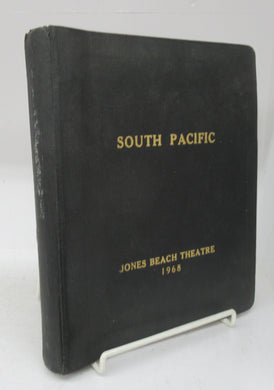 SOUTH PACIFIC
JONES BEACH THEATRE
1968